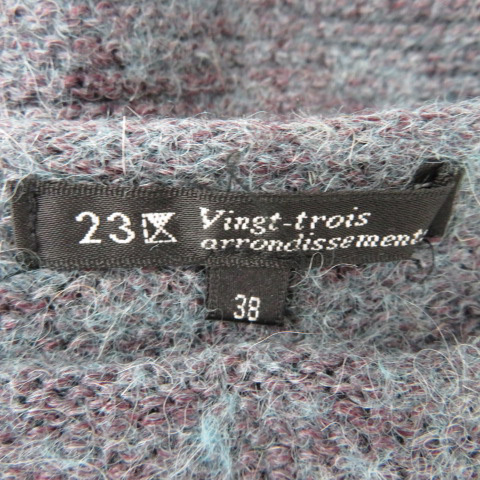 23区
Vingt-trois
arrondissement
38